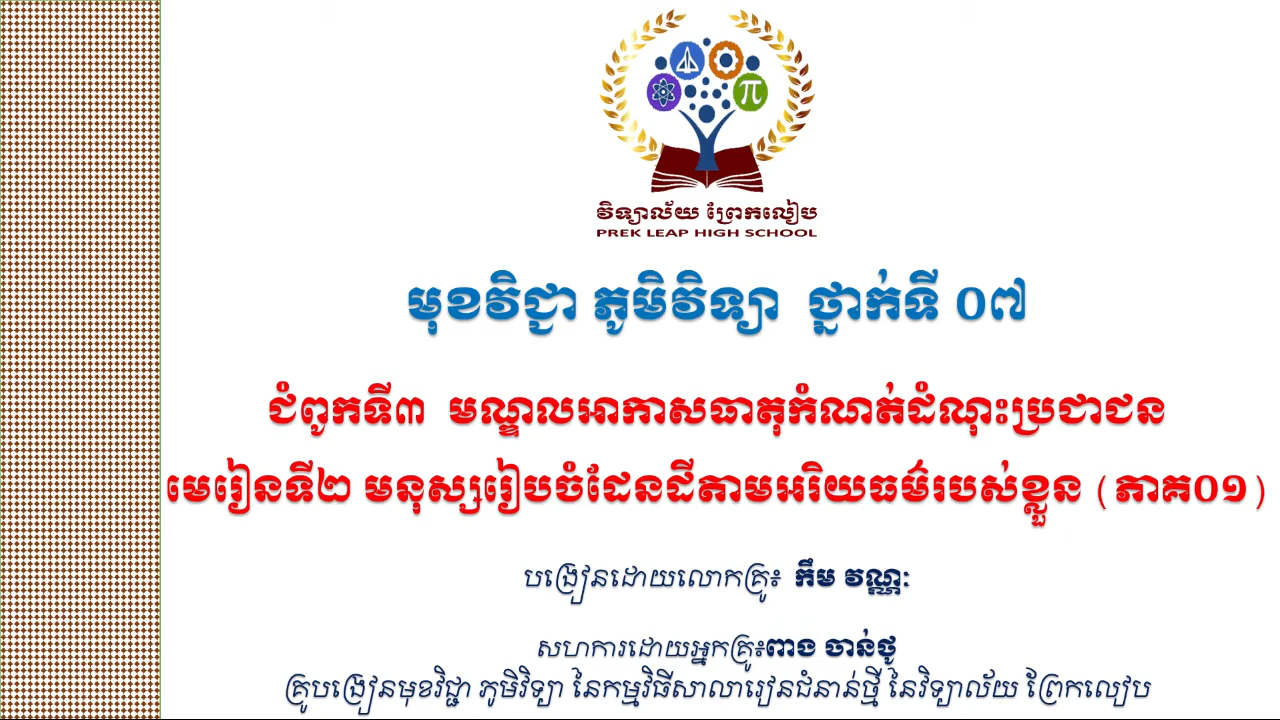 π
វិទ្យាល័យ ព្រែកលៀប
PREK LEAP HIGH SCHOOL
មុខវិជ្ជា ភូមិវិទ្យា ថ្នាក់ទី ០៧
ជំពូកទី៣ មណ្ឌលអាកាសធាតុកំណត់ដំណុះប្រជាជន
មេរៀនទី២ មនុស្សរៀបចំដែនដីតាមអរិយធម៌របស់ខ្លួន (ភាគ០១)
បង្រៀនដោយលោកគ្រូ៖ កឹម វណ្ណៈ
សហការដោយអ្នកគ្រូ៖ពាង ចាន់ថូ
គ្រូបង្រៀនមុខវិជ្ជា ភូមិវិទ្យា នៃកម្មវិធីសាលារៀនជំនាន់ថ្មី នៃវិទ្យាល័យ ព្រែកលៀប